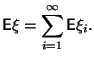 𝖤ξ = ∑_{i=1}^{∞} 𝖤ξ_i.